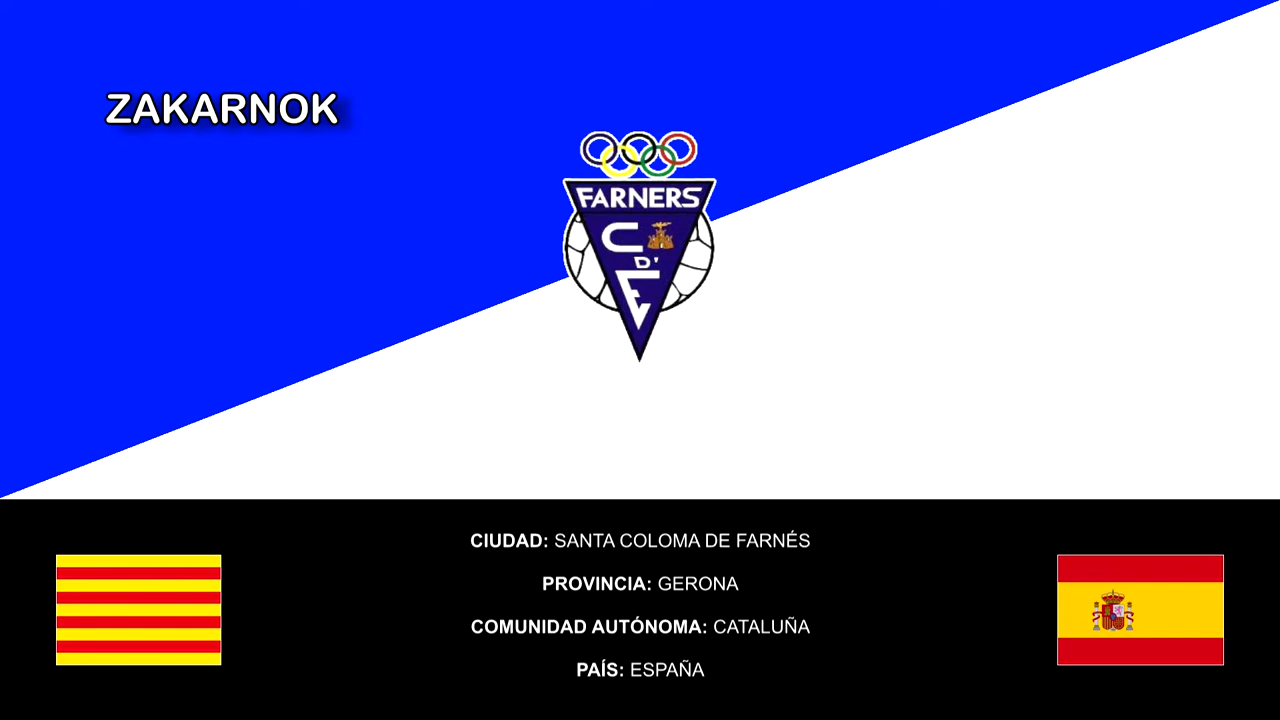 ZAKARNOK
FARNERS
C
D'
E
CIUDAD: SANTA COLOMA DE FARNÉS
PROVINCIA: GERONA
COMUNIDAD AUTÓNOMA: CATALUÑA
PAÍS: ESPAÑA